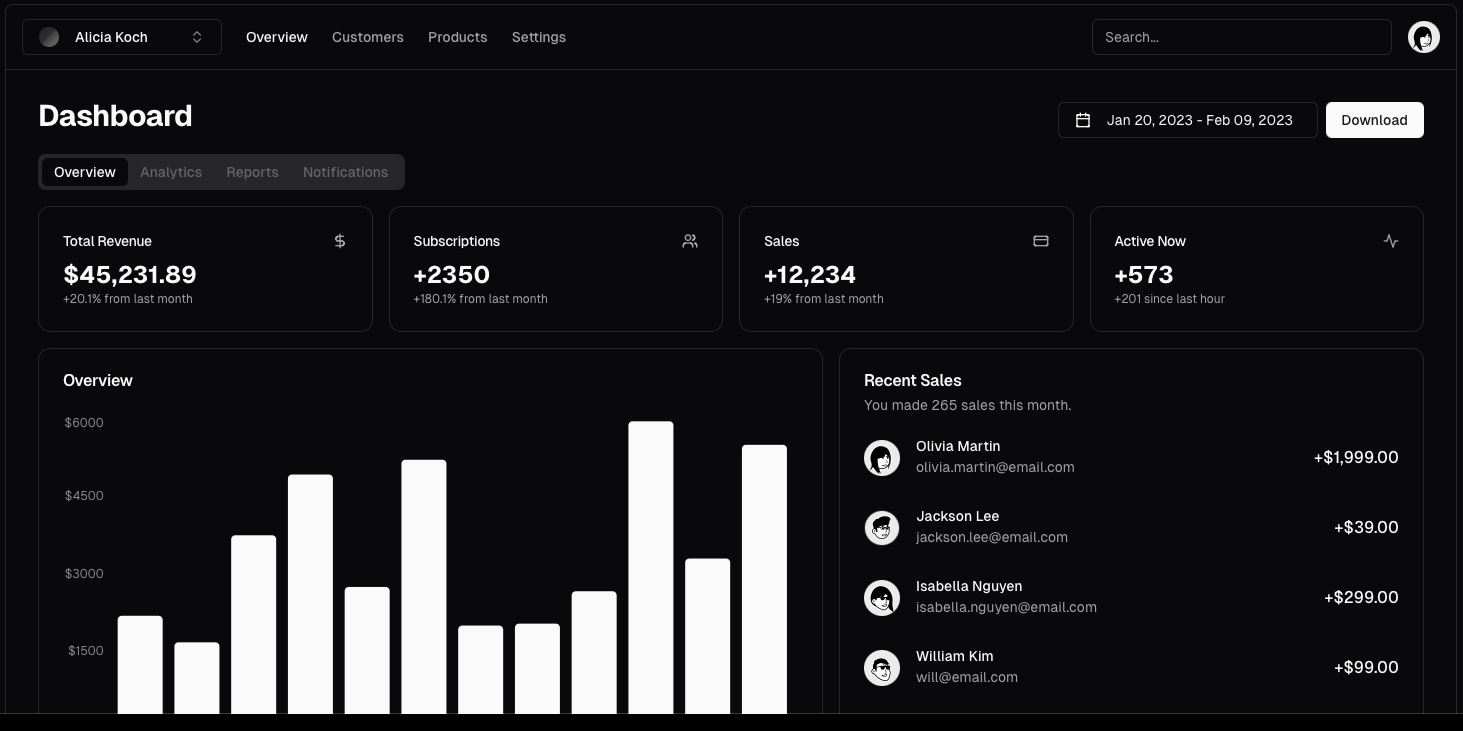 Alicia Koch Overview Customers Products Settings Search...
Dashboard
Jan 20, 2023 - Feb 09, 2023 Download
Overview Analytics Reports Notifications
Total Revenue
$45,231.89
+20.1% from last month
Subscriptions
+2350
+180.1% from last month
Sales
+12,234
+19% from last month
Active Now
+573
+201 since last hour
Overview
$6000
$4500
$3000
$1500
Recent Sales
You made 265 sales this month.
Olivia Martin
olivia.martin@email.com
+$1,999.00
Jackson Lee
jackson.lee@email.com
+$39.00
Isabella Nguyen
isabella.nguyen@email.com
+$299.00
William Kim
will@email.com
+$99.00